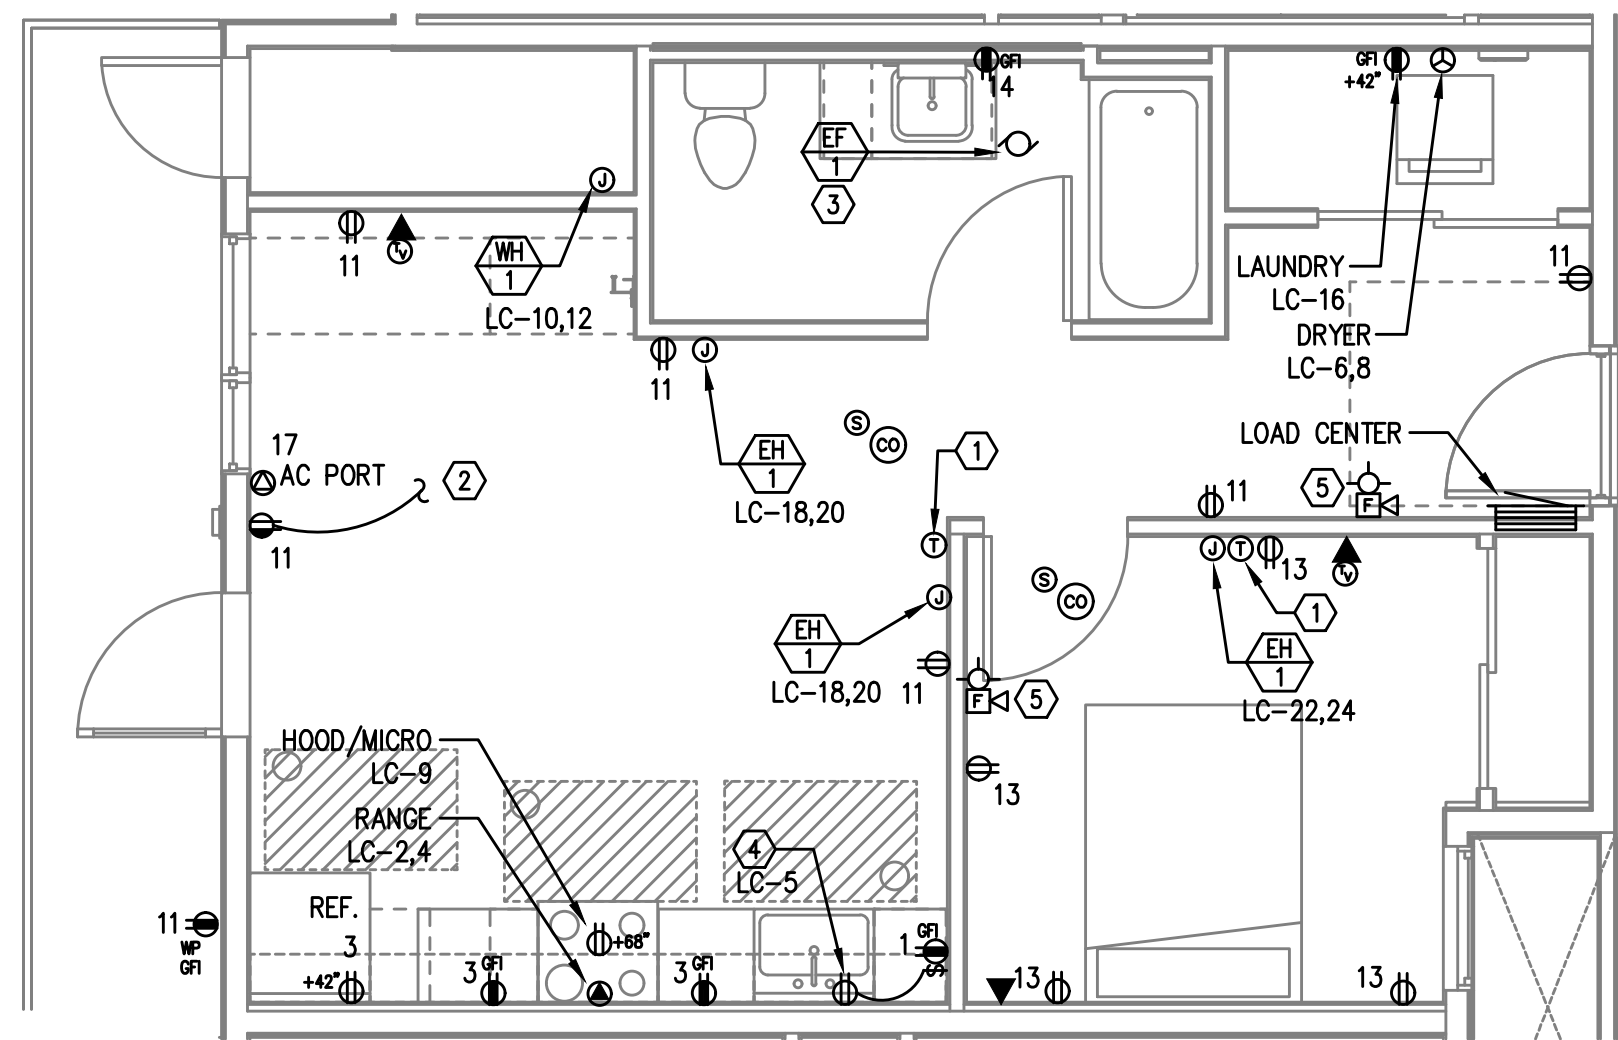 GFI
14
EF
1
3
GFI
+42"
J
TV
11
WH
1
LC-10,12
11
LAUNDRY
LC-16
DRYER
LC-6,8
J
11
S
CO
EH
1
LC-18,20
1
LOAD CENTER
17
AC PORT
2
11
5
F
11
T
J
T
13
TV
S
CO
1
J
EH
1
LC-18,20
11
EH
1
LC-22,24
F
5
13
HOOD/MICRO
LC-9
RANGE
LC-2,4
4
LC-5
REF.
3
+42"
11
WP
GFI
3
GFI
+68"
3
GFI
1
GFI
S
13
13